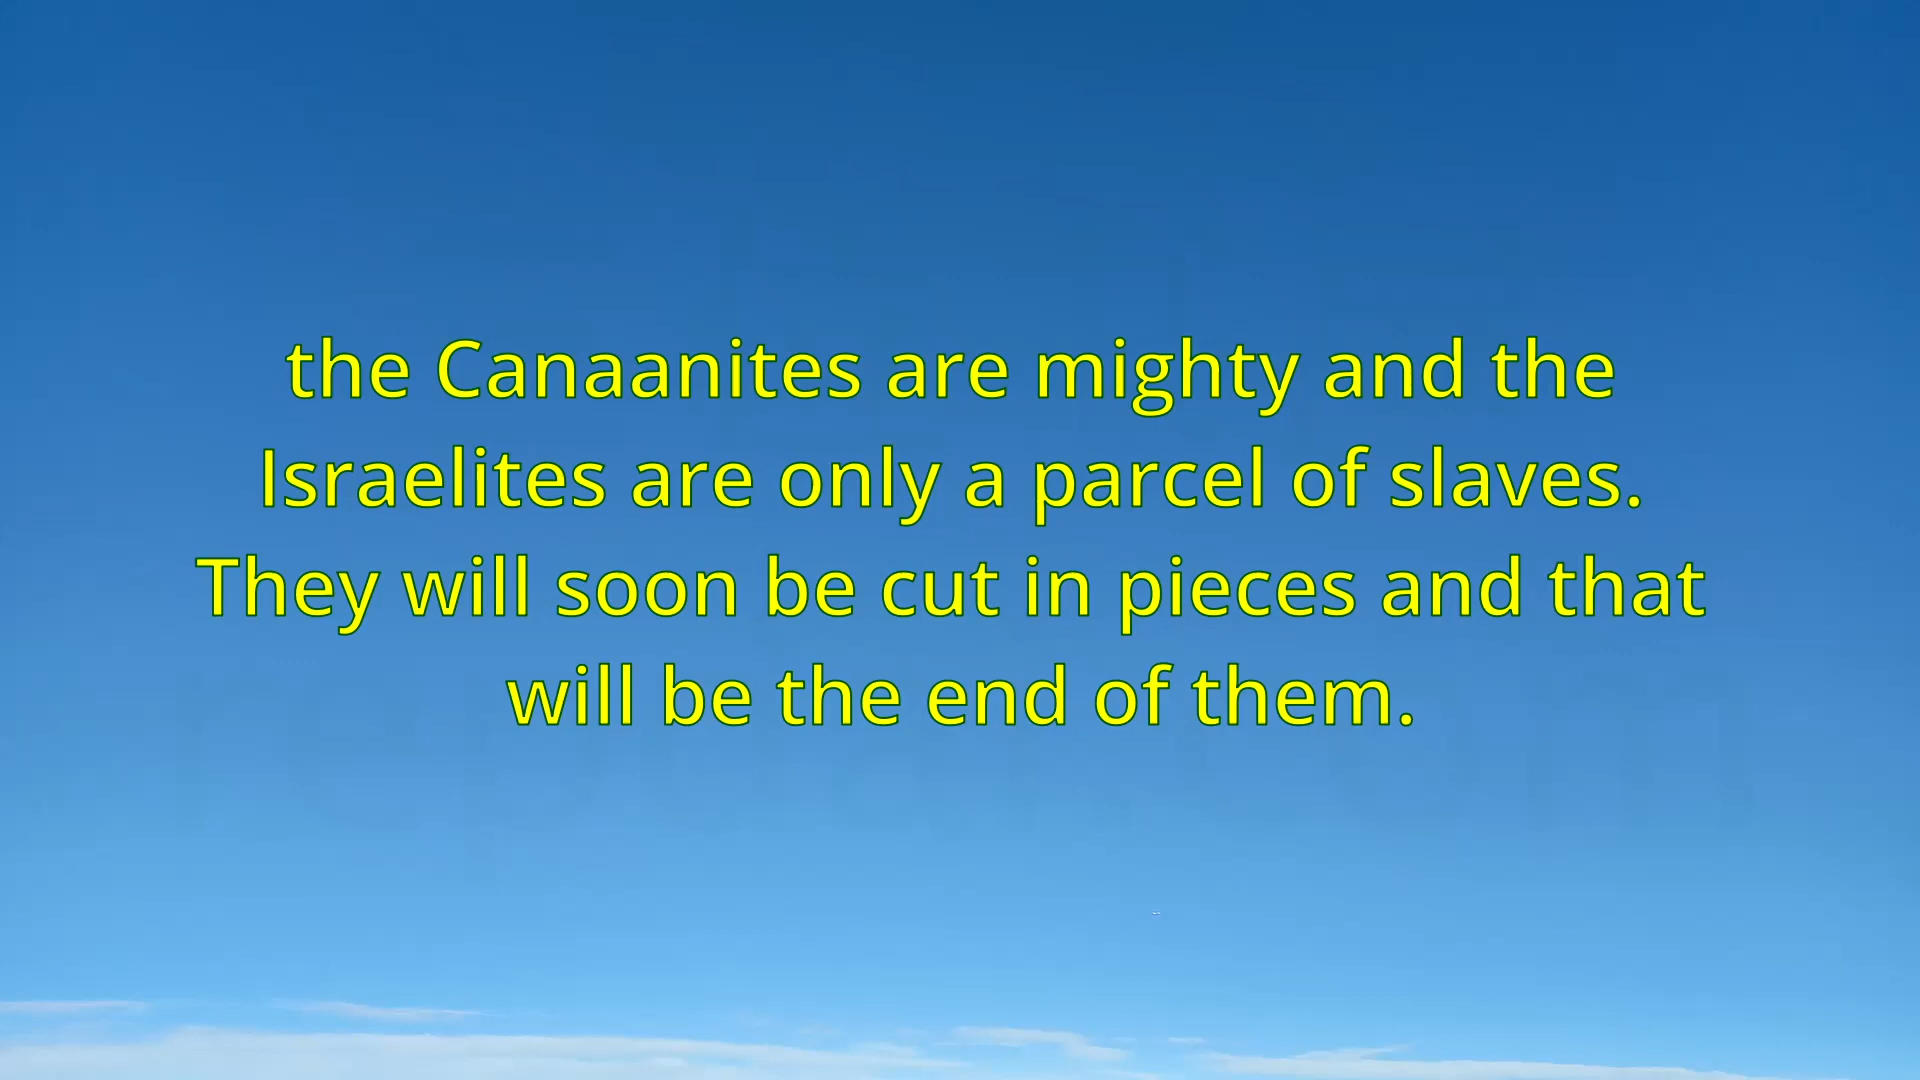 the Canaanites are mighty and the
Israelites are only a parcel of slaves.
They will soon be cut in pieces and that
will be the end of them.